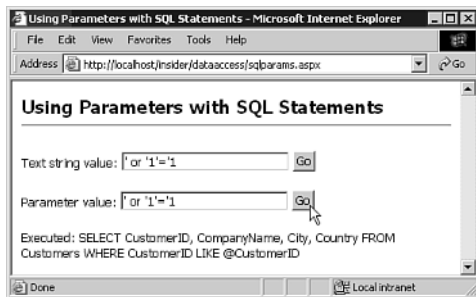 Using Parameters with SQL Statements - Microsoft Internet Explorer
File Edit View Favorites Tools Help
Address http://localhost/insider/dataaccess/sqlparams.aspx Go
Using Parameters with SQL Statements
Text string value: ' or '1'='1 Go
Parameter value: ' or '1'='1 Go
Executed: SELECT CustomerID, CompanyName, City, Country FROM
Customers WHERE CustomerID LIKE @CustomerID
Done Local intranet